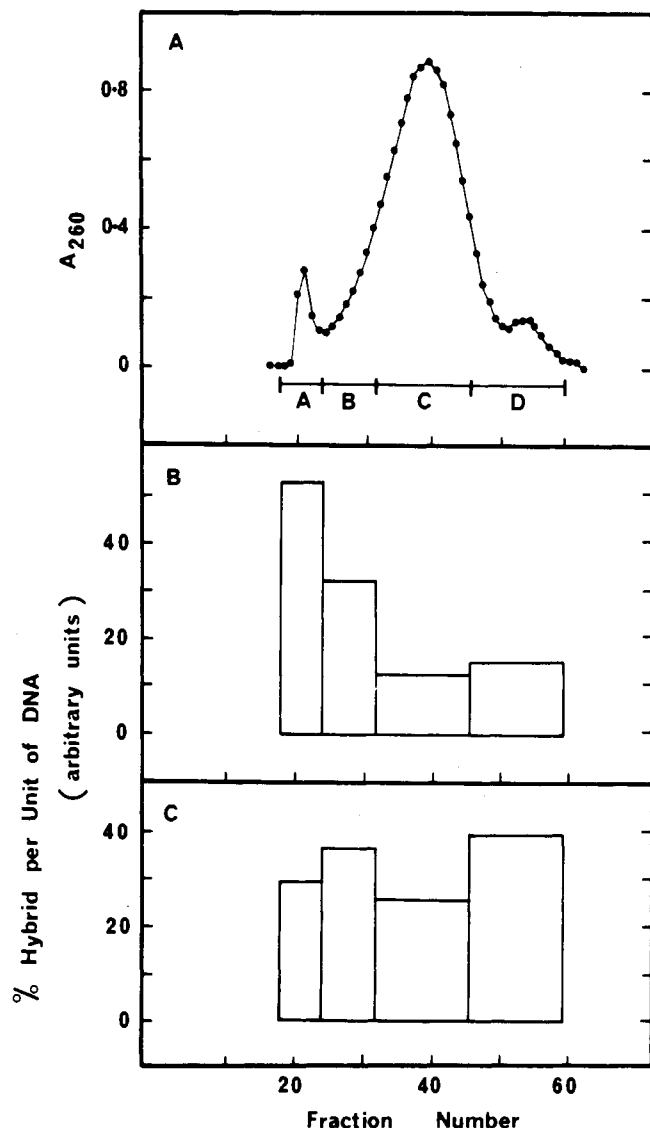 A
0·8
0·4
0
A260
A B C D
B
40
20
0
% Hybrid per Unit of DNA
(arbitrary units)
C
40
20
0
20 40 60
Fraction Number